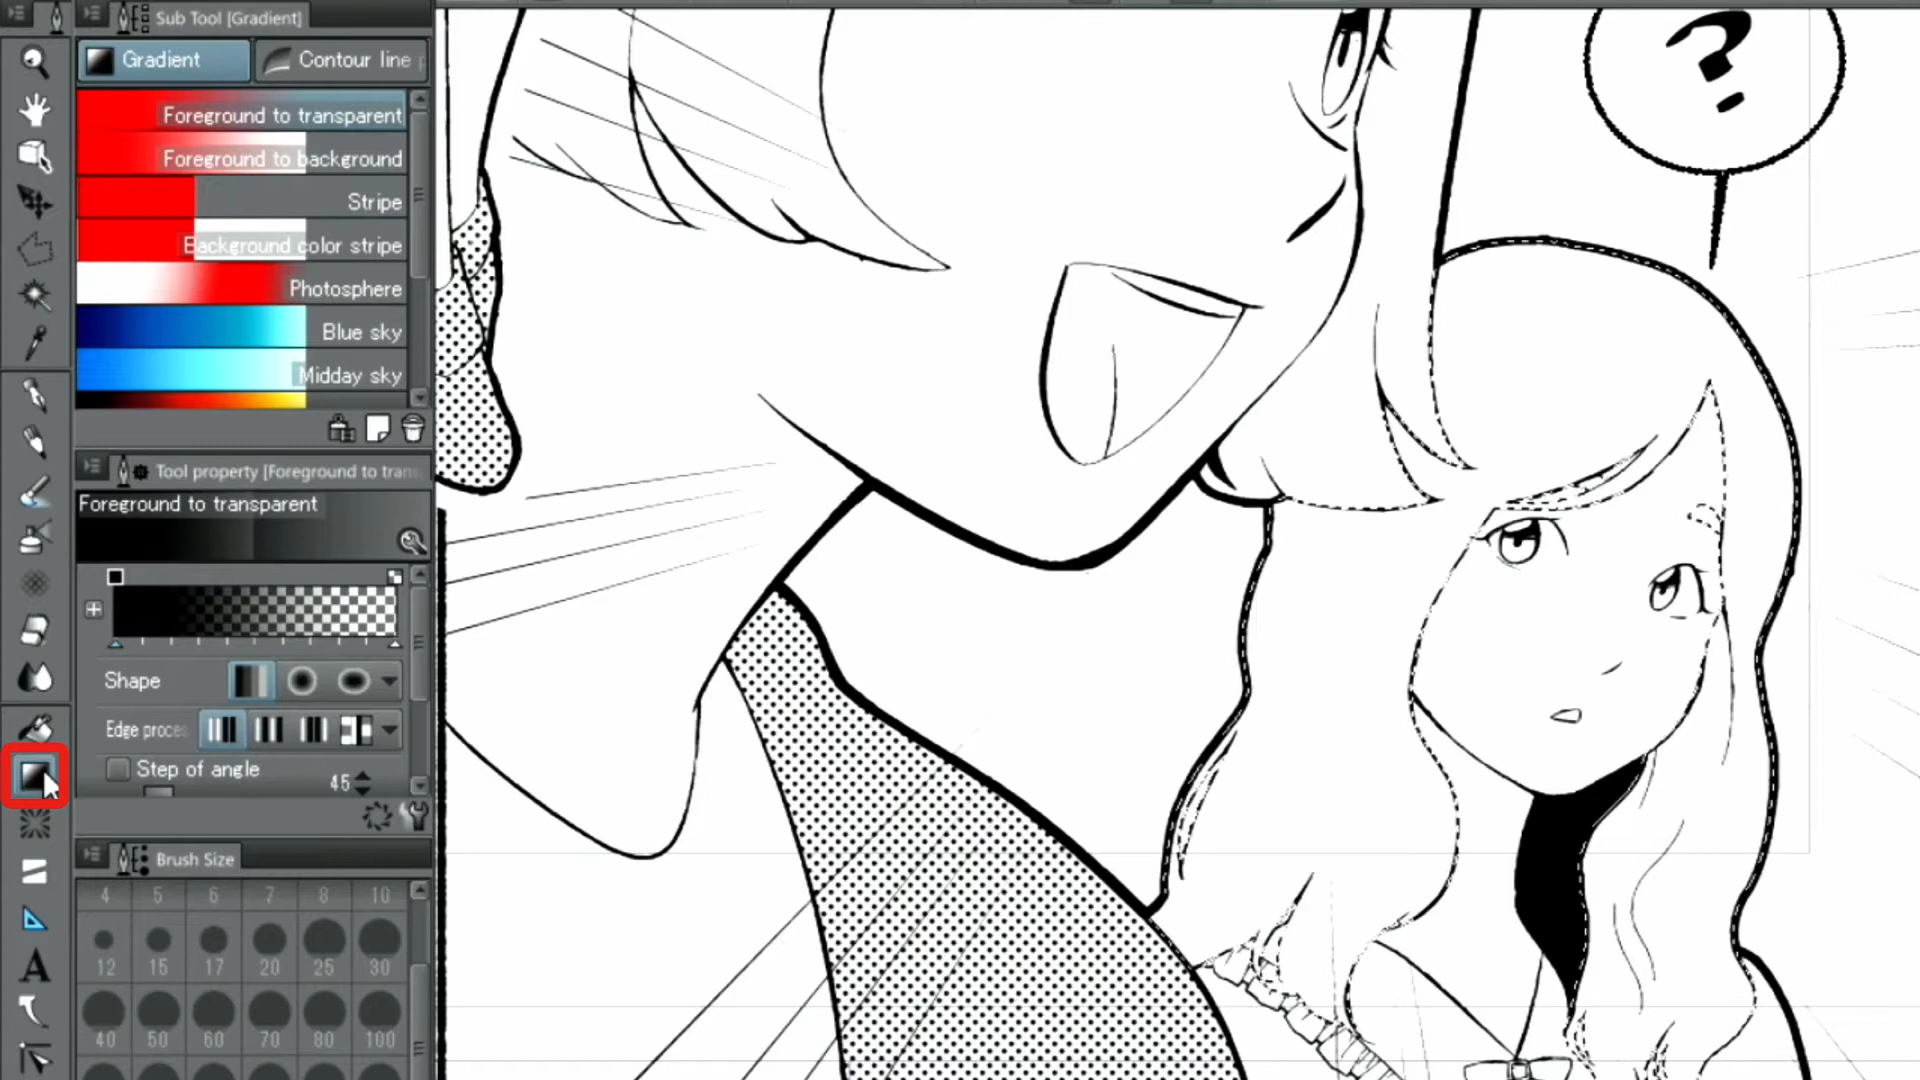 Sub Tool [Gradient]
Gradient
Contour line p
Foreground to transparent
Foreground to background
Stripe
Background color stripe
Photosphere
Blue sky
Midday sky
Tool property [Foreground to trans
Foreground to transparent
Shape
Edge proces
Step of angle
45
Brush Size
4 5 6 7 8 10
12 15 17 20 25 30
40 50 60 70 80 100
A
?